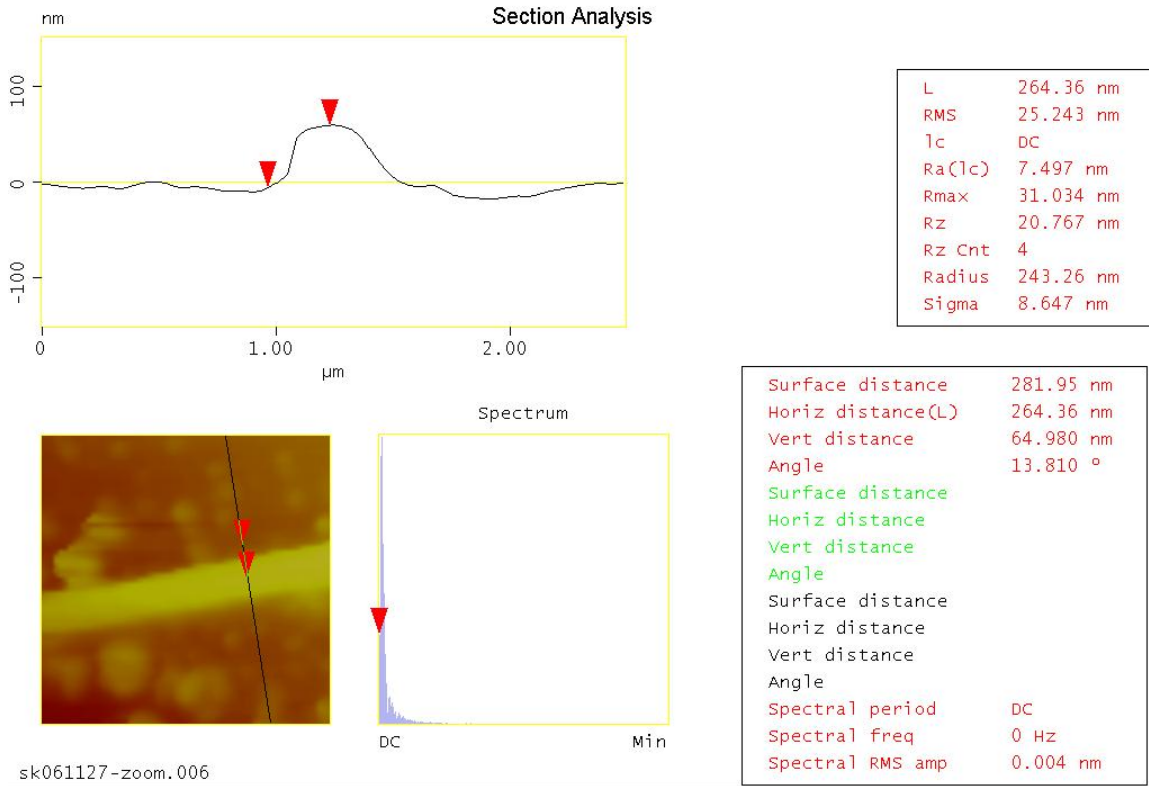 Section Analysis
nm
100
0
-100
0 1.00 2.00
µm
L 264.36 nm
RMS 25.243 nm
lc DC
Ra(lc) 7.497 nm
Rmax 31.034 nm
Rz 20.767 nm
Rz Cnt 4
Radius 243.26 nm
Sigma 8.647 nm
Surface distance 281.95 nm
Horiz distance(L) 264.36 nm
Vert distance 64.980 nm
Angle 13.810 º
Surface distance
Horiz distance
Vert distance
Angle
Surface distance
Horiz distance
Vert distance
Angle
Spectral period DC
Spectral freq 0 Hz
Spectral RMS amp 0.004 nm
Spectrum
DC Min
sk061127-zoom.006